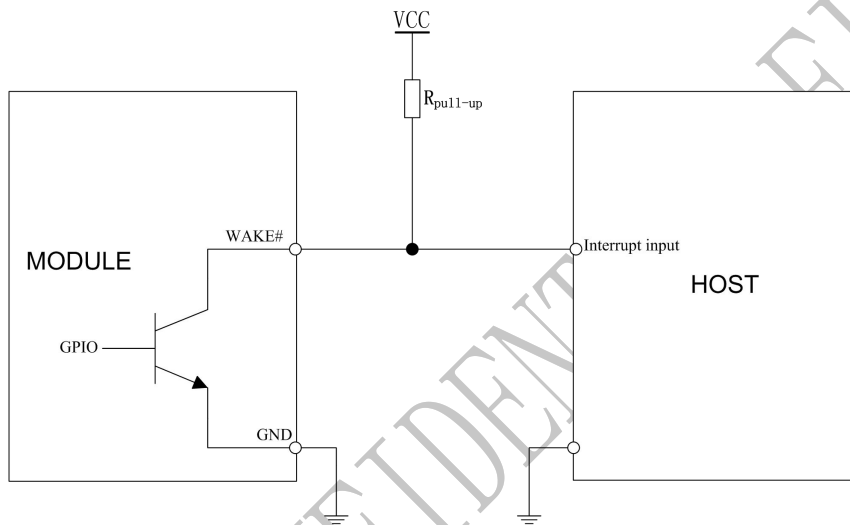 VCC
Rpull-up
WAKE#
Interrupt input
MODULE
HOST
GPIO
GND